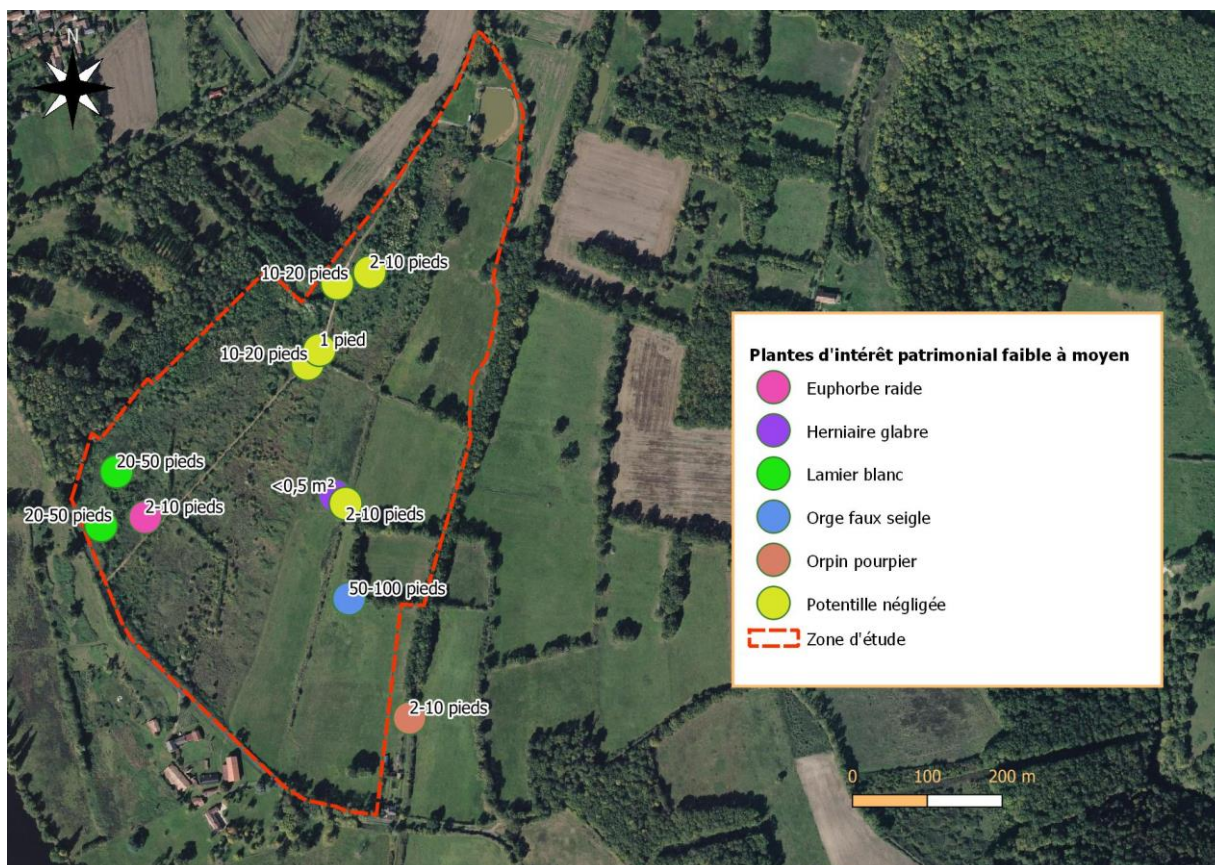 N
10-20 pieds
2-10 pieds
1 pied
10-20 pieds
20-50 pieds
2-10 pieds
20-50 pieds
<0,5 m²
2-10 pieds
50-100 pieds
2-10 pieds
Plantes d'intérêt patrimonial faible à moyen
Euphorbe raide
Herniaire glabre
Lamier blanc
Orge faux seigle
Orpin pourpier
Potentille négligée
Zone d'étude
0 100 200 m